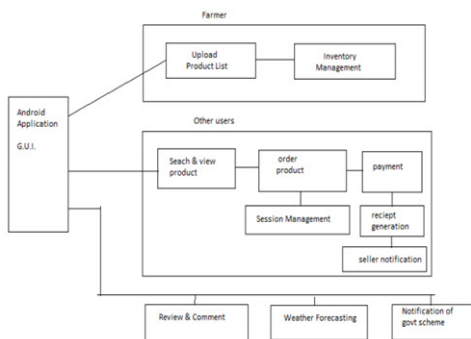 Farmer
Upload
Product List
Inventory
Management
Android
Application
G.U.I.
Other users
Seach & view
product
order
product
payment
Session Management
reciept
generation
seller notification
Review & Comment
Weather Forecasting
Notification of
govt scheme